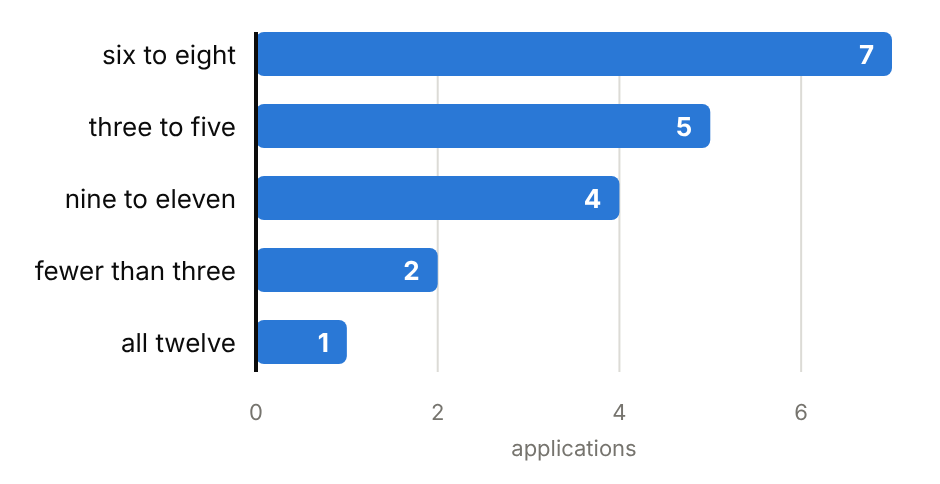 six to eight 7
three to five 5
nine to eleven 4
fewer than three 2
all twelve 1
0 2 4 6
applications